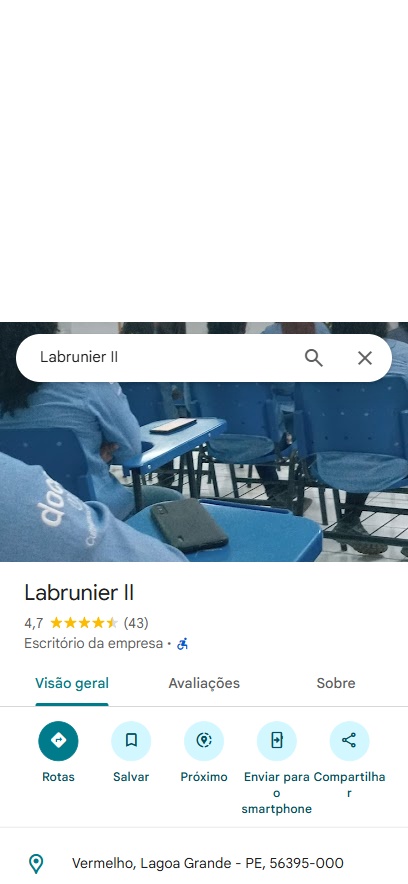 Labrunier II
Labrunier II
4,7 (43)
Escritório da empresa ·
Visão geral Avaliações Sobre
Rotas Salvar Próximo Enviar para o smartphone Compartilhar
Vermelho, Lagoa Grande - PE, 56395-000